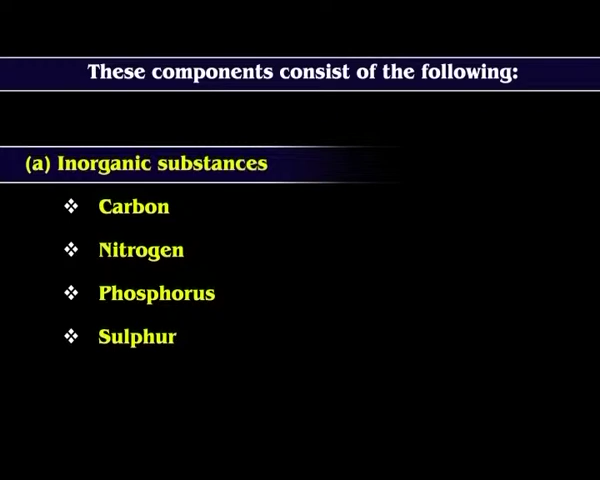 These components consist of the following:
(a) Inorganic substances
❖ Carbon
❖ Nitrogen
❖ Phosphorus
❖ Sulphur